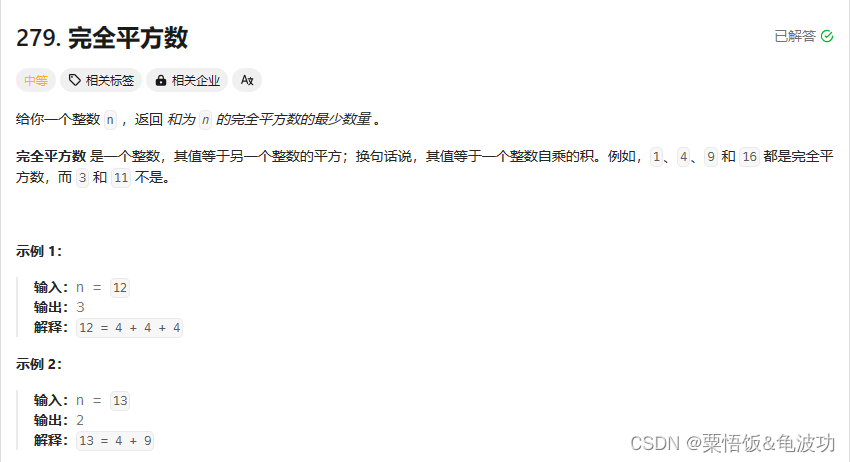 279. 完全平方数
已解答
中等 相关标签 相关企业 Aあ
给你一个整数 n ，返回 和为 n 的完全平方数的最少数量 。
完全平方数 是一个整数，其值等于另一个整数的平方；换句话说，其值等于一个整数自乘的积。例如，1、4、9 和 16 都是完全平
方数，而 3 和 11 不是。
示例 1：
输入：n = 12
输出：3
解释：12 = 4 + 4 + 4
示例 2：
输入：n = 13
输出：2
解释：13 = 4 + 9
CSDN @粟悟饭&龟波功